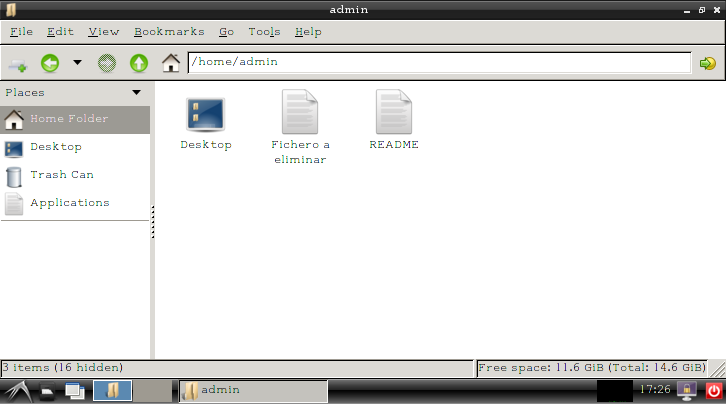 admin
File Edit View Bookmarks Go Tools Help
/home/admin
Places
Home Folder
Desktop
Trash Can
Applications
Desktop
Fichero a
eliminar
README
3 items (16 hidden)
Free space: 11.6 GiB (Total: 14.6 GiB)
admin
17:26